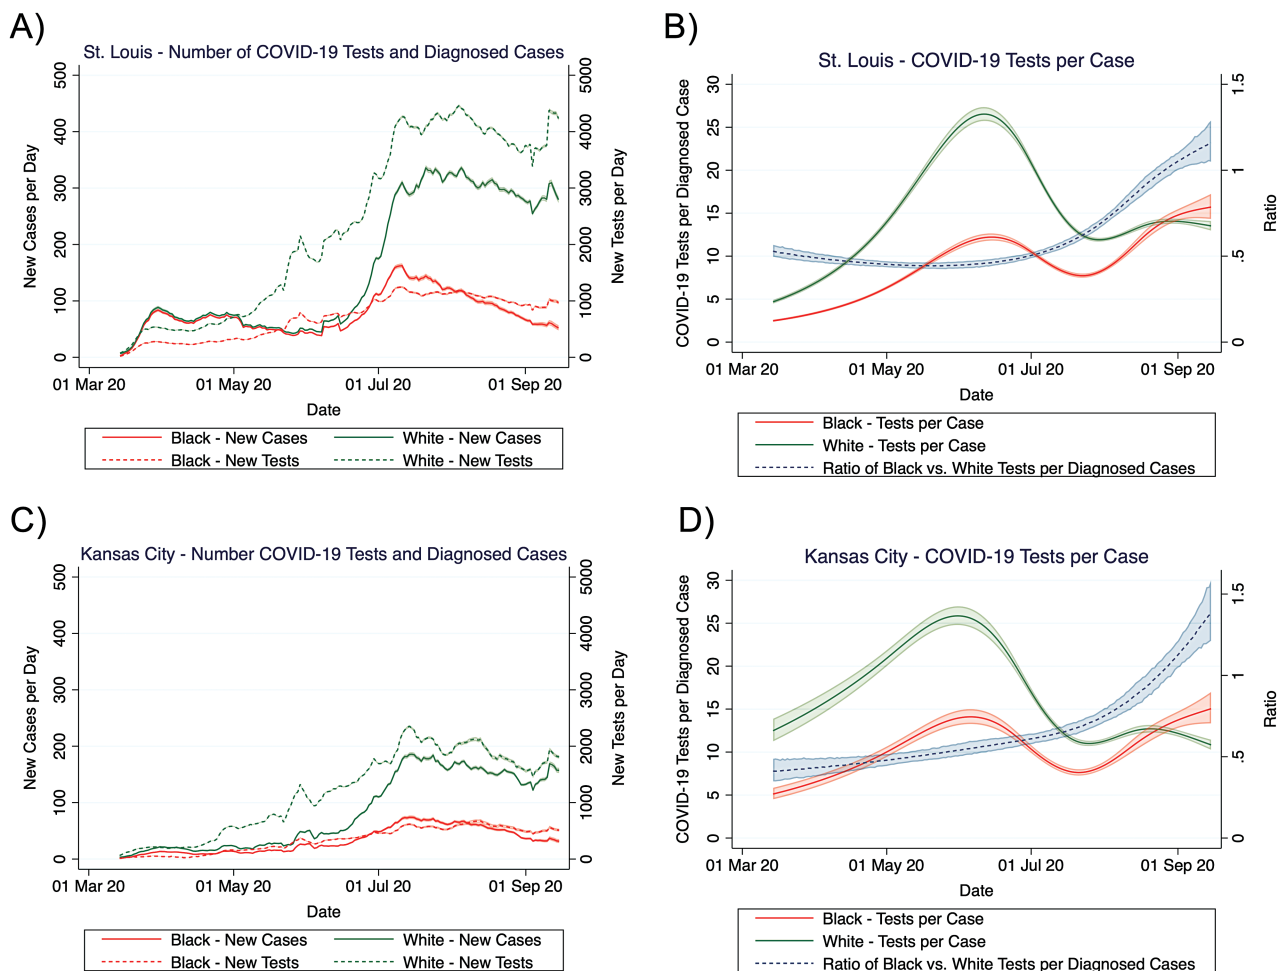 A)
St. Louis - Number of COVID-19 Tests and Diagnosed Cases
New Cases per Day
500
400
300
200
100
0
5000
4000
3000
2000
1000
0
New Tests per Day
01 Mar 20 01 May 20 01 Jul 20 01 Sep 20
Date
Black - New Cases White - New Cases
Black - New Tests White - New Tests
B)
St. Louis - COVID-19 Tests per Case
COVID-19 Tests per Diagnosed Case
30
25
20
15
10
5
0
1.5
1
.5
0
Ratio
01 Mar 20 01 May 20 01 Jul 20 01 Sep 20
Date
Black - Tests per Case
White - Tests per Case
Ratio of Black vs. White Tests per Diagnosed Cases
C)
Kansas City - Number COVID-19 Tests and Diagnosed Cases
New Cases per Day
500
400
300
200
100
0
5000
4000
3000
2000
1000
0
New Tests per Day
01 Mar 20 01 May 20 01 Jul 20 01 Sep 20
Date
Black - New Cases White - New Cases
Black - New Tests White - New Tests
D)
Kansas City - COVID-19 Tests per Case
COVID-19 Tests per Diagnosed Case
30
25
20
15
10
5
0
1.5
1
.5
0
Ratio
01 Mar 20 01 May 20 01 Jul 20 01 Sep 20
Date
Black - Tests per Case
White - Tests per Case
Ratio of Black vs. White Tests per Diagnosed Cases